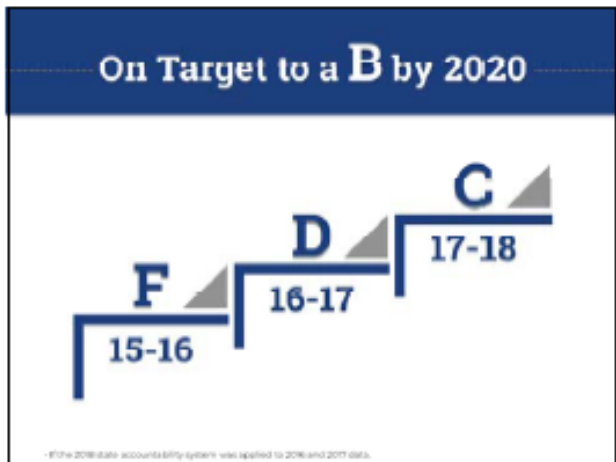 On Target to a B by 2020
C
17-18
D
16-17
F
15-16
- If the 2018 state accountability system was applied to 2016 and 2017 data.